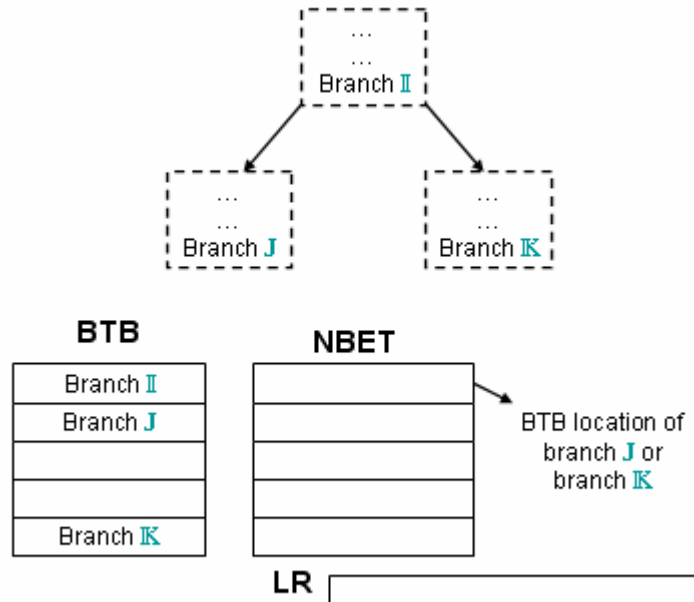 ...
...
Branch 𝕀
...
...
Branch 𝕁
...
...
Branch 𝕂
BTB
NBET
Branch 𝕀
Branch 𝕁
Branch 𝕂
BTB location of
branch 𝕁 or
branch 𝕂
LR